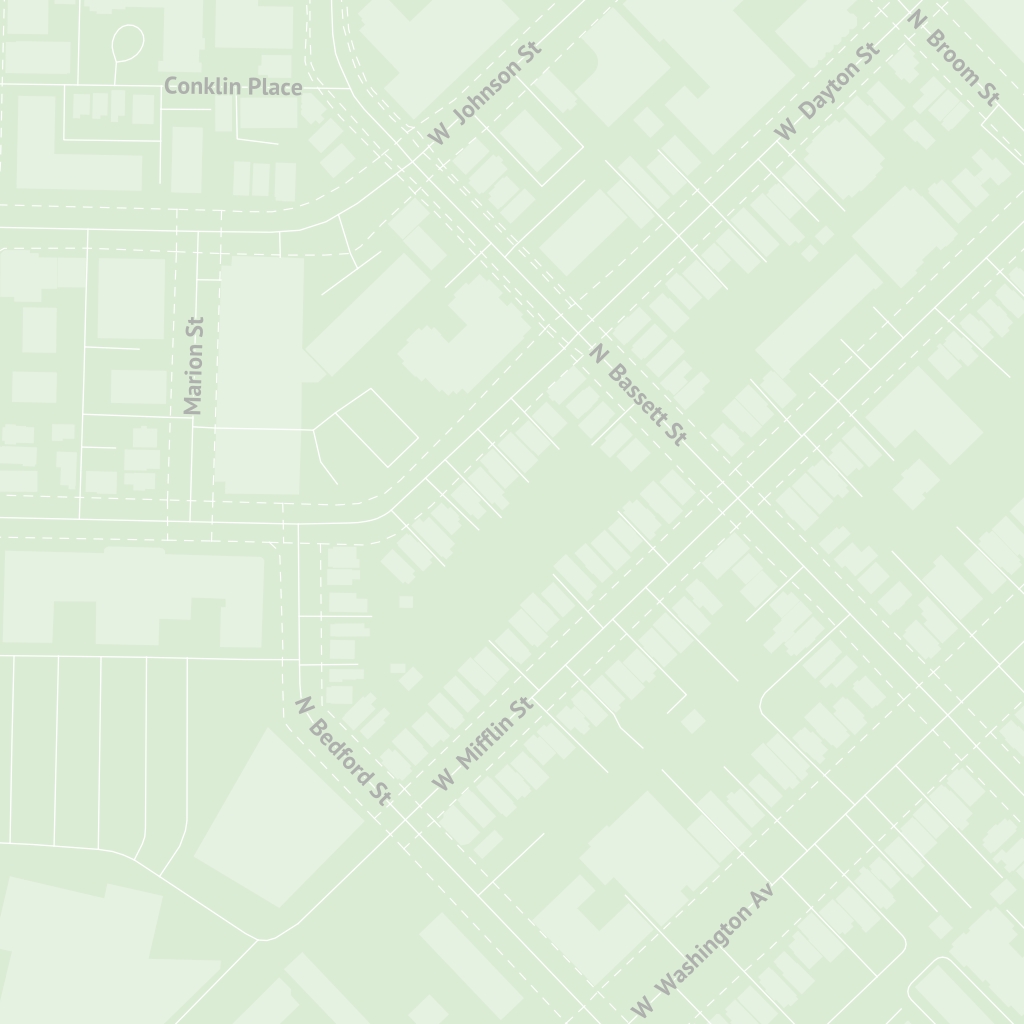 N Broom St
W Johnson St
W Dayton St
Conklin Place
Marion St
N Bassett St
N Bedford St
W Mifflin St
W Washington Av